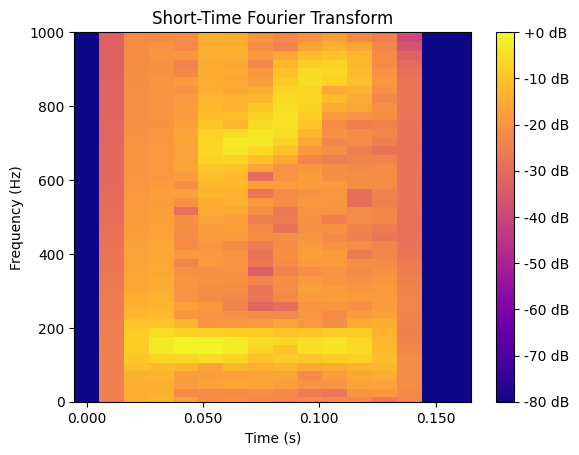 Short-Time Fourier Transform
1000
800
600
400
200
0
Frequency (Hz)
0.000
0.050
0.100
0.150
Time (s)
+0 dB
-10 dB
-20 dB
-30 dB
-40 dB
-50 dB
-60 dB
-70 dB
-80 dB